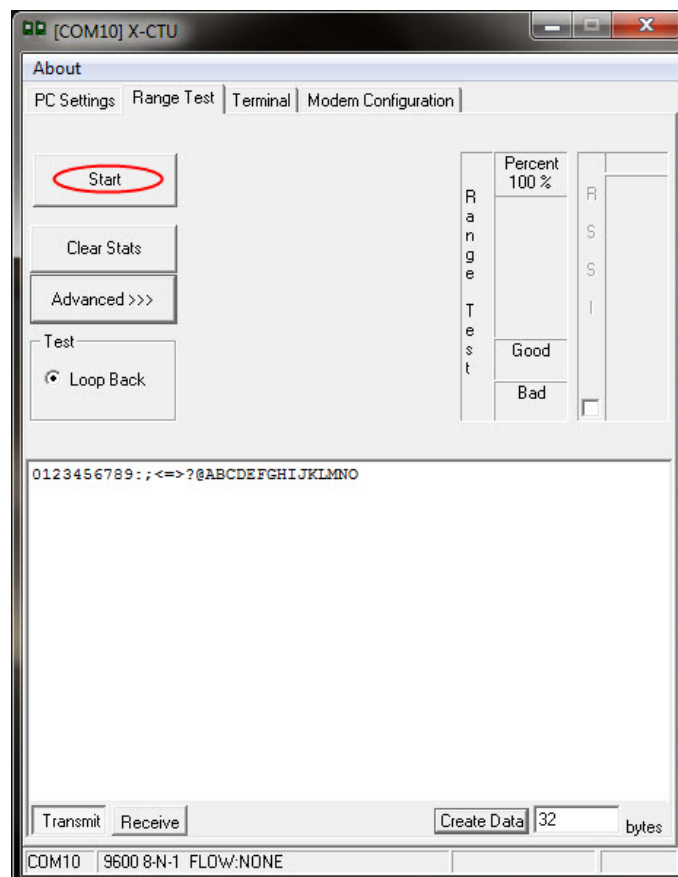 [COM10] X-CTU
About
PC Settings Range Test Terminal Modem Configuration
Start
Clear Stats
Advanced >>>
Test
Loop Back
Range Test
Percent
100 %
Good
Bad
RSSI
0123456789:;<=>?@ABCDEFGHIJKLMNO
Transmit Receive Create Data 32 bytes
COM10 9600 8-N-1 FLOW:NONE